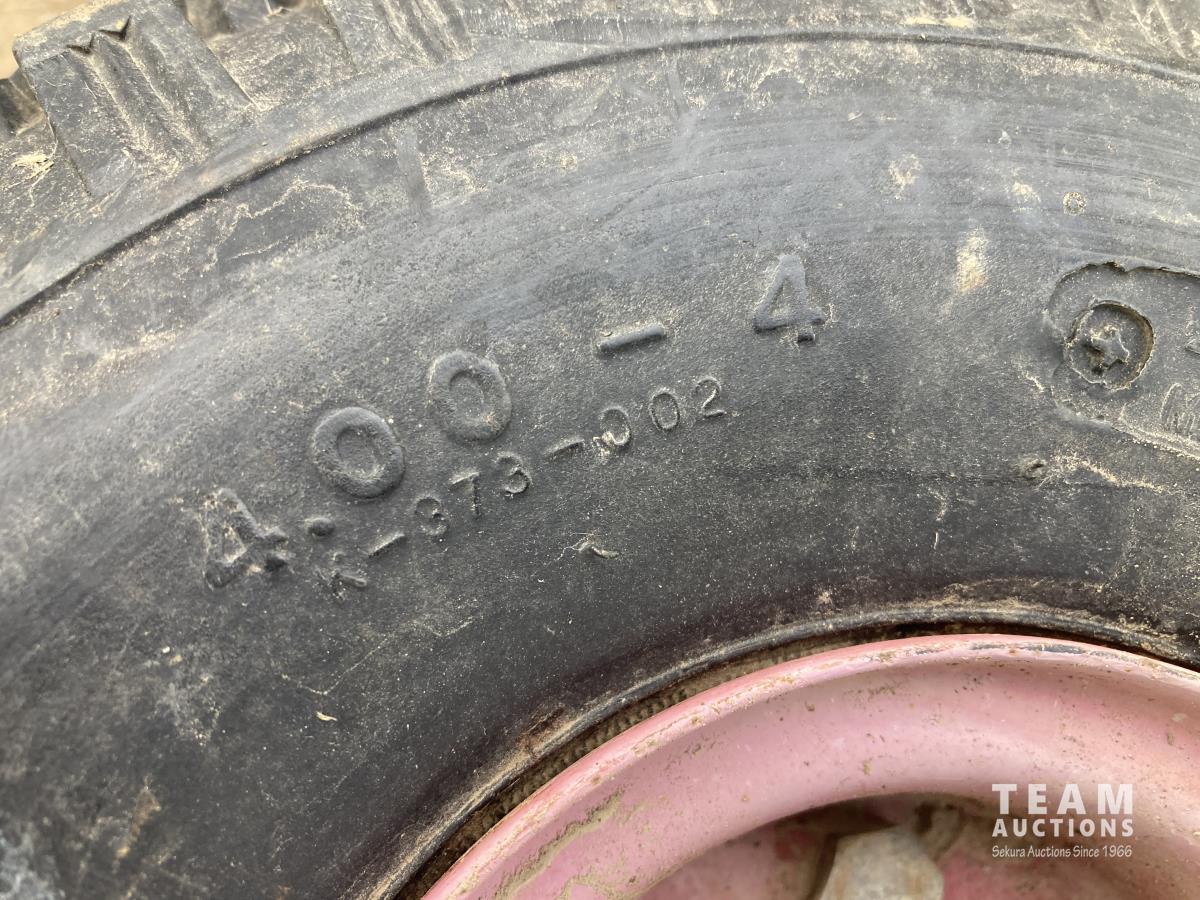 4.00-4
K-373-002
TEAM
AUCTIONS
Sekura Auctions Since 1966